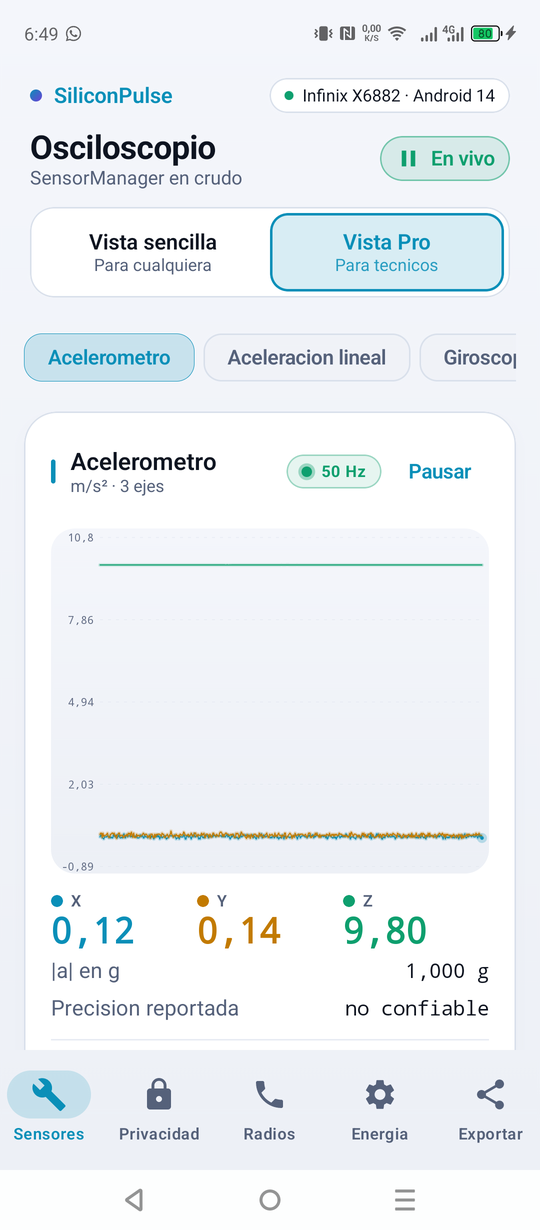 6:49
0,00
K/S
4G
80
SiliconPulse
Infinix X6882 · Android 14
Osciloscopio
SensorManager en crudo
En vivo
Vista sencilla
Para cualquiera
Vista Pro
Para tecnicos
Acelerometro
Aceleracion lineal
Giroscop
Acelerometro
m/s² · 3 ejes
50 Hz
Pausar
10,8
7,86
4,94
2,03
-0,89
X
Y
Z
0,12
0,14
9,80
|a| en g
1,000 g
Precision reportada
no confiable
Sensores
Privacidad
Radios
Energia
Exportar